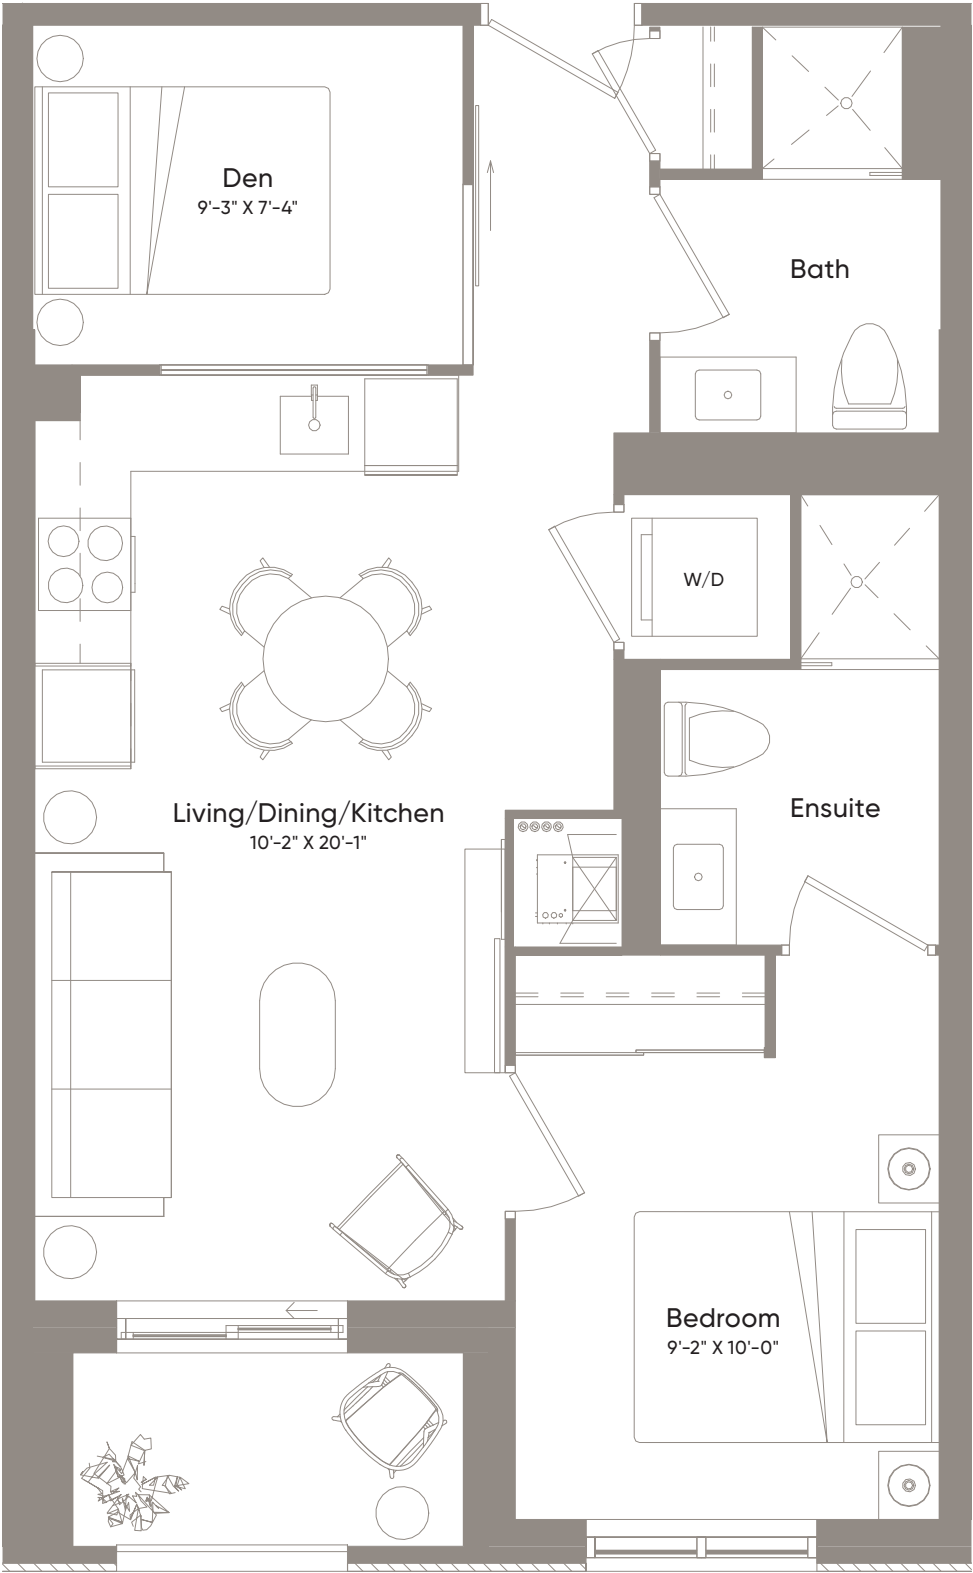 Den
9'-3" X 7'-4"
Bath
W/D
Living/Dining/Kitchen
10'-2" X 20'-1"
Ensuite
Bedroom
9'-2" X 10'-0"